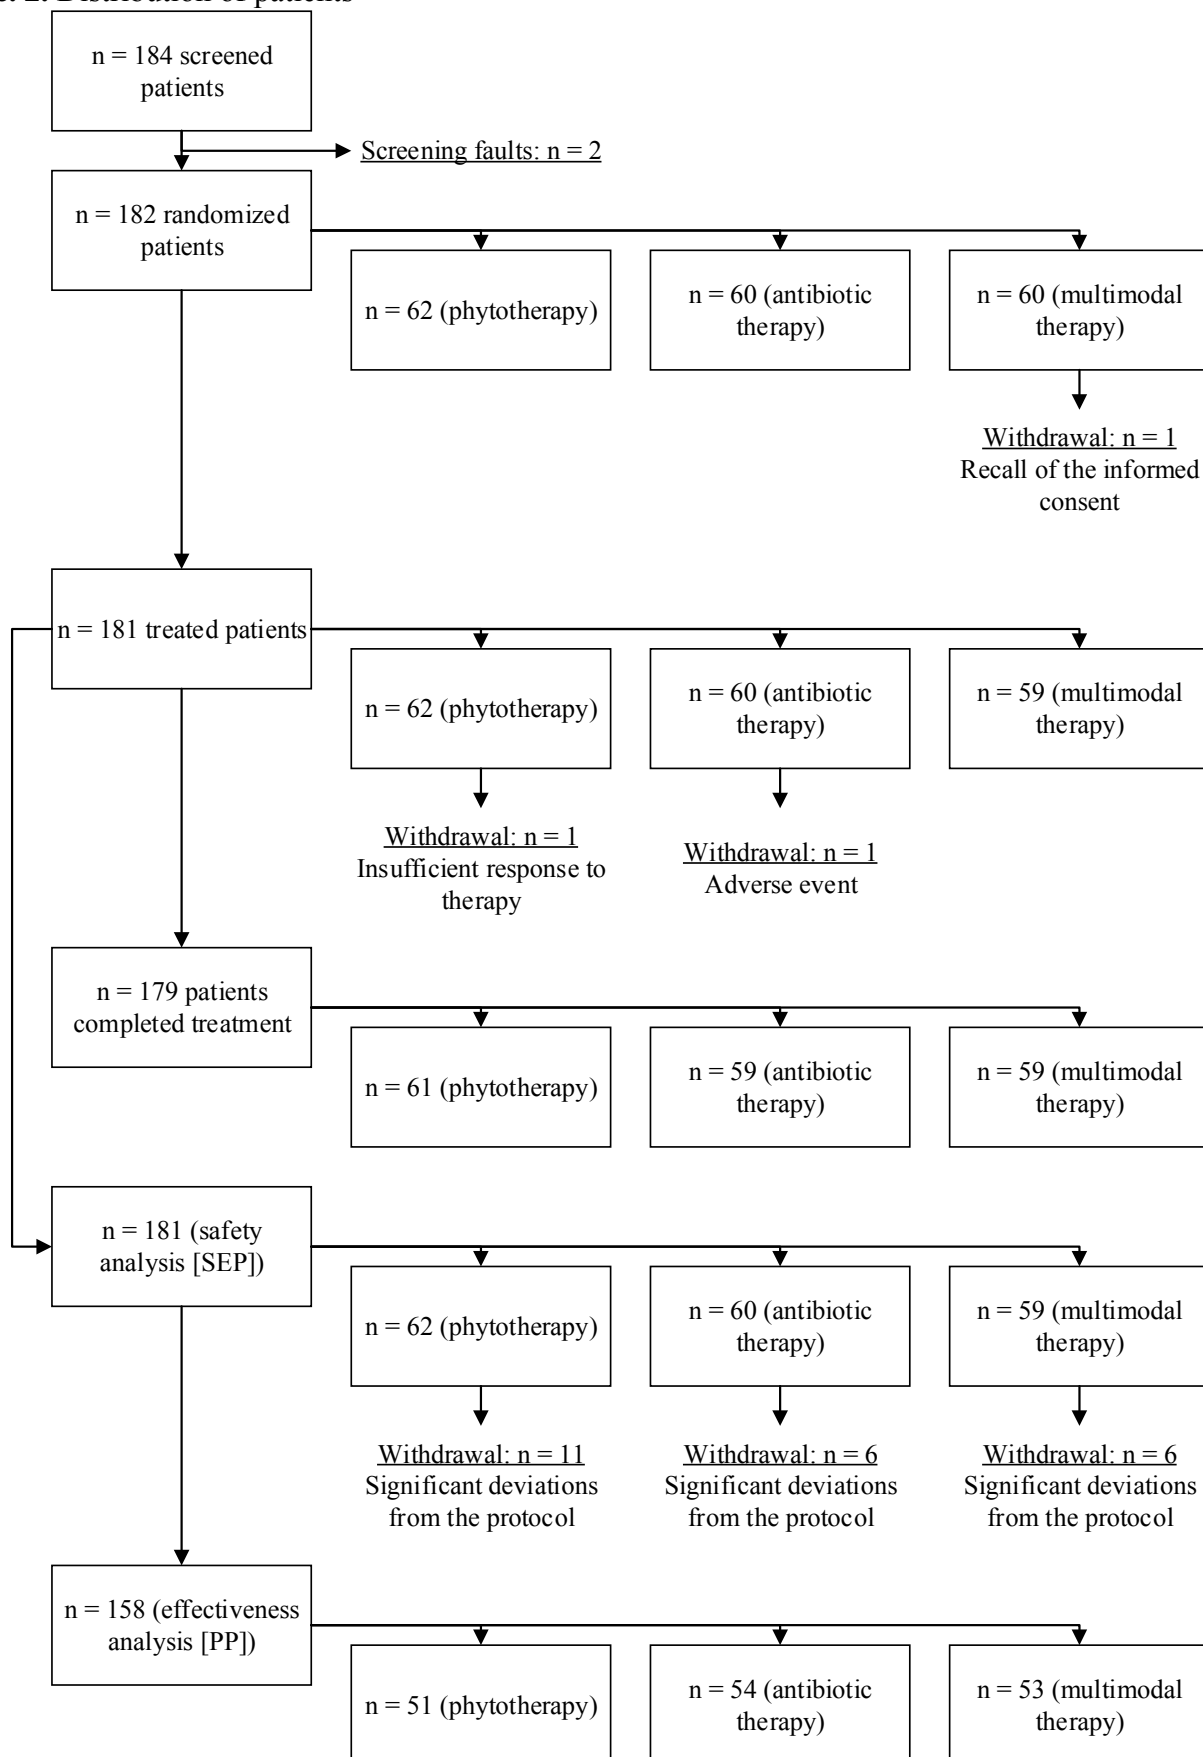 2. Distribution of patients
n = 184 screened
patients
Screening faults: n = 2
n = 182 randomized
patients
n = 62 (phytotherapy)
n = 60 (antibiotic
therapy)
n = 60 (multimodal
therapy)
Withdrawal: n = 1
Recall of the informed
consent
n = 181 treated patients
n = 62 (phytotherapy)
n = 60 (antibiotic
therapy)
n = 59 (multimodal
therapy)
Withdrawal: n = 1
Insufficient response to
therapy
Withdrawal: n = 1
Adverse event
n = 179 patients
completed treatment
n = 61 (phytotherapy)
n = 59 (antibiotic
therapy)
n = 59 (multimodal
therapy)
n = 181 (safety
analysis [SEP])
n = 62 (phytotherapy)
n = 60 (antibiotic
therapy)
n = 59 (multimodal
therapy)
Withdrawal: n = 11
Significant deviations
from the protocol
Withdrawal: n = 6
Significant deviations
from the protocol
Withdrawal: n = 6
Significant deviations
from the protocol
n = 158 (effectiveness
analysis [PP])
n = 51 (phytotherapy)
n = 54 (antibiotic
therapy)
n = 53 (multimodal
therapy)